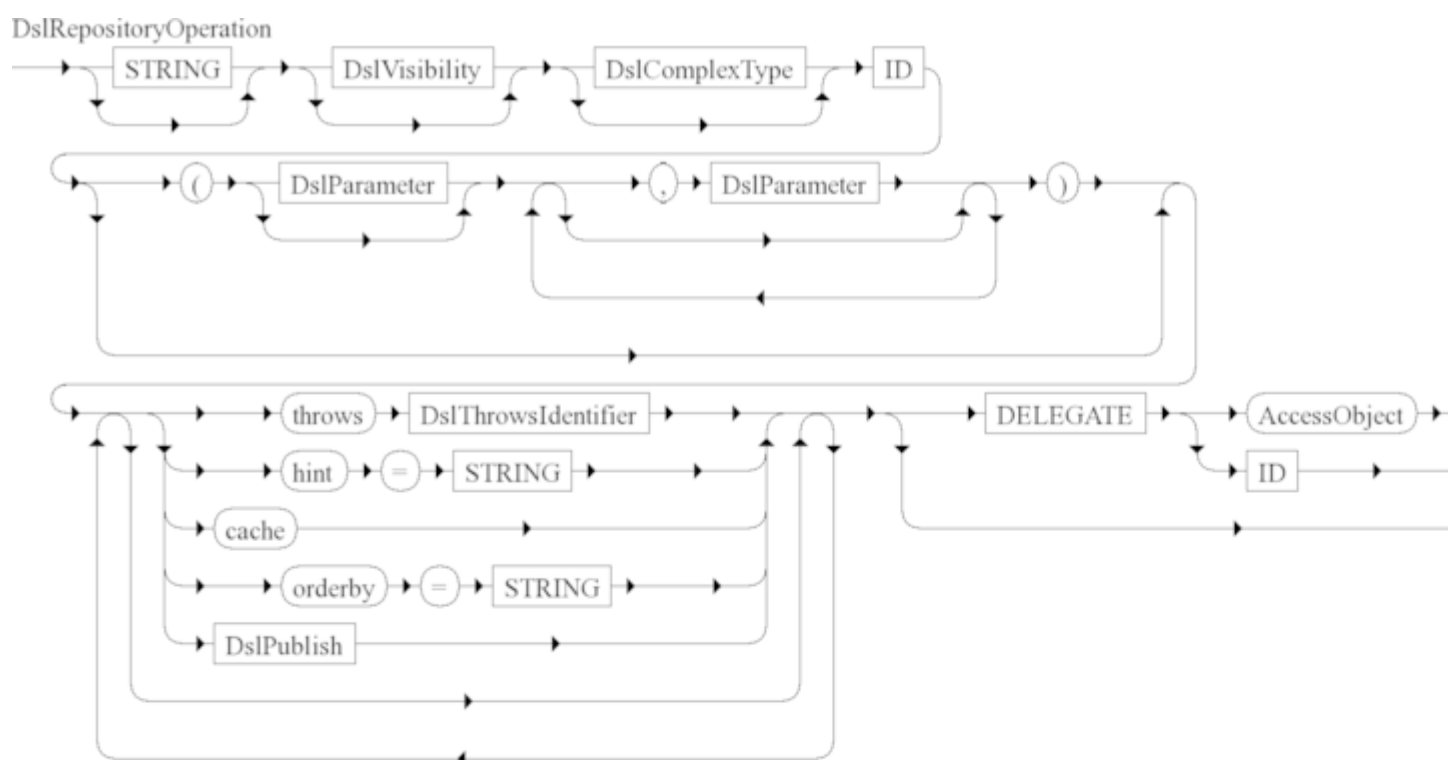 DslRepositoryOperation
STRING DslVisibility DslComplexType ID
( DslParameter , DslParameter )
throws DslThrowsIdentifier DELEGATE AccessObject
hint = STRING ID
cache
orderby = STRING
DslPublish